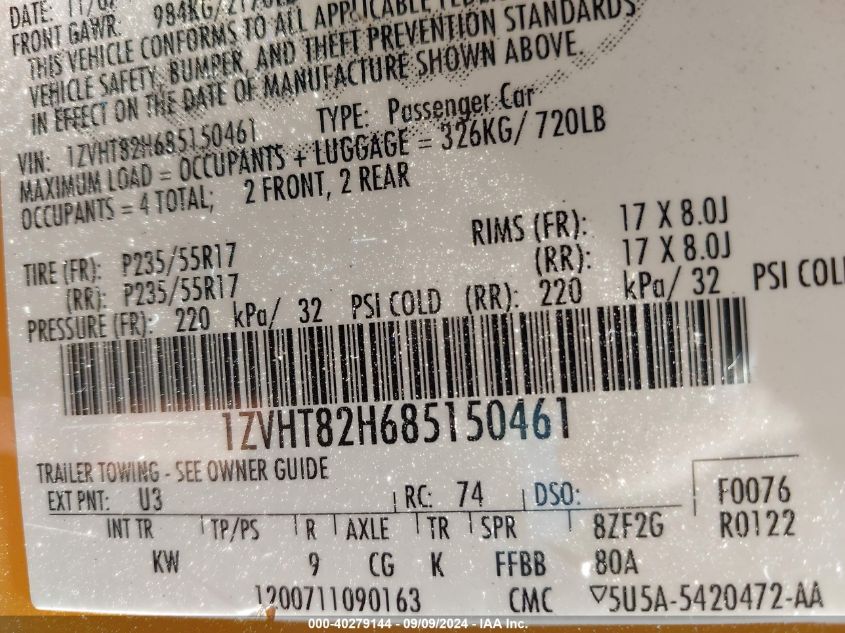 DATE: 11/07
FRONT GAWR: 984KG/
THIS VEHICLE CONFORMS TO ALL APPLICABLE
VEHICLE SAFETY, BUMPER, AND THEFT PREVENTION STANDARDS
IN EFFECT ON THE DATE OF MANUFACTURE SHOWN ABOVE.
VIN: 1ZVHT82H685150461 TYPE: Passenger Car
MAXIMUM LOAD = OCCUPANTS + LUGGAGE = 326KG/ 720LB
OCCUPANTS = 4 TOTAL; 2 FRONT, 2 REAR
TIRE (FR): P235/55R17 RIMS (FR): 17 X 8.0J
(RR): P235/55R17 (RR): 17 X 8.0J
PRESSURE (FR): 220 kPa/ 32 PSI COLD (RR): 220 kPa/ 32 PSI COL
1ZVHT82H685150461
TRAILER TOWING - SEE OWNER GUIDE
EXT PNT: U3 RC: 74 DSO: F0076
INT TR TP/PS R AXLE TR SPR 8ZF2G R0122
KW 9 CG K FFBB 80A
1200711090163 CMC ▽5U5A-5420472-AA
000-40279144 - 09/09/2024 - IAA Inc.